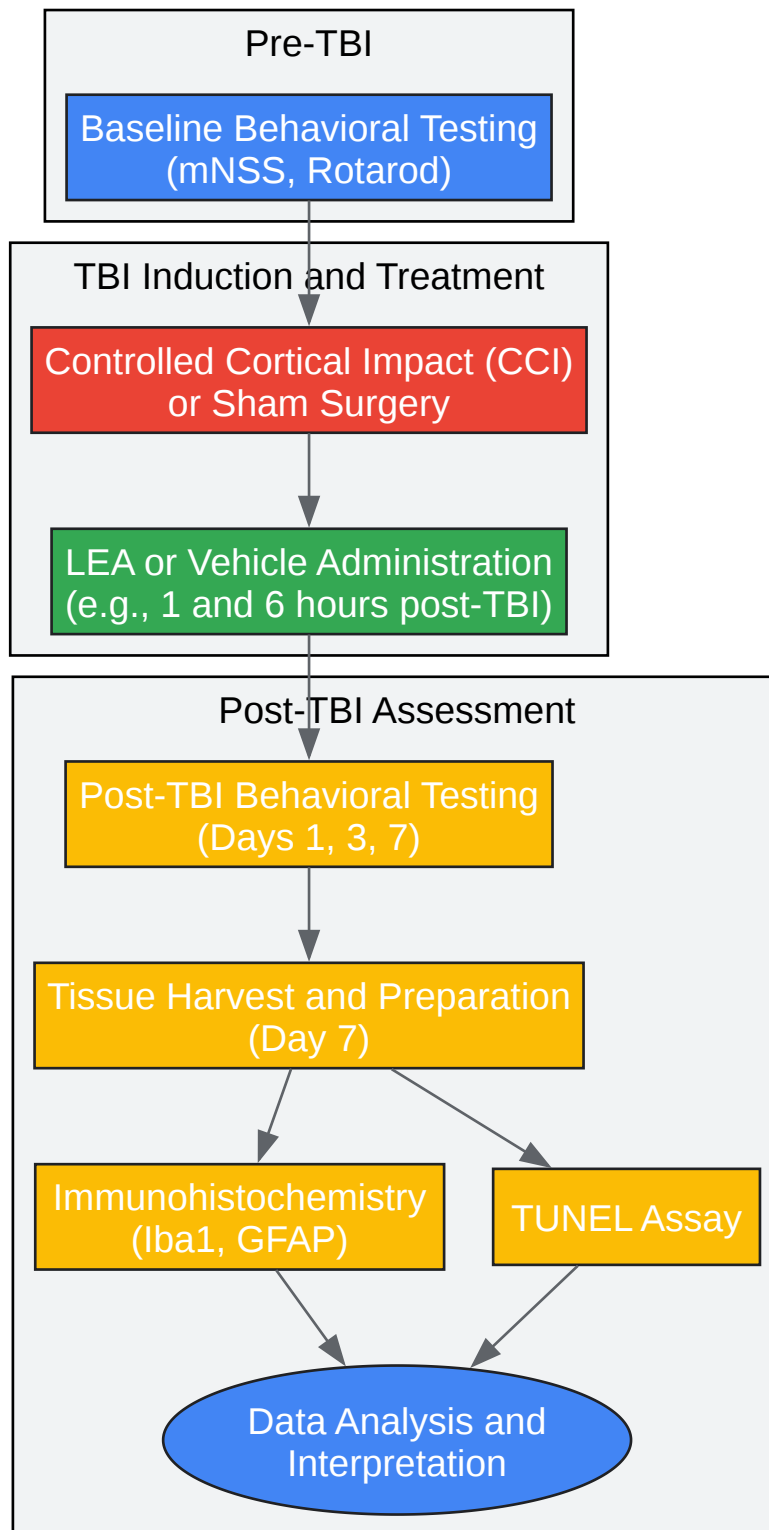 Pre-TBI
Baseline Behavioral Testing
(mNSS, Rotarod)
TBI Induction and Treatment
Controlled Cortical Impact (CCI)
or Sham Surgery
LEA or Vehicle Administration
(e.g., 1 and 6 hours post-TBI)
Post-TBI Assessment
Post-TBI Behavioral Testing
(Days 1, 3, 7)
Tissue Harvest and Preparation
(Day 7)
Immunohistochemistry
(Iba1, GFAP)
TUNEL Assay
Data Analysis and
Interpretation